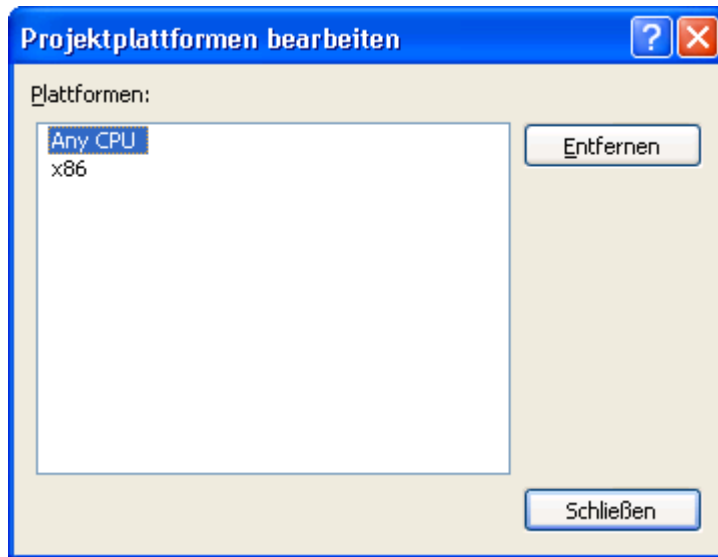 Projektplattformen bearbeiten
Plattformen:
Any CPU
x86
Entfernen
Schließen